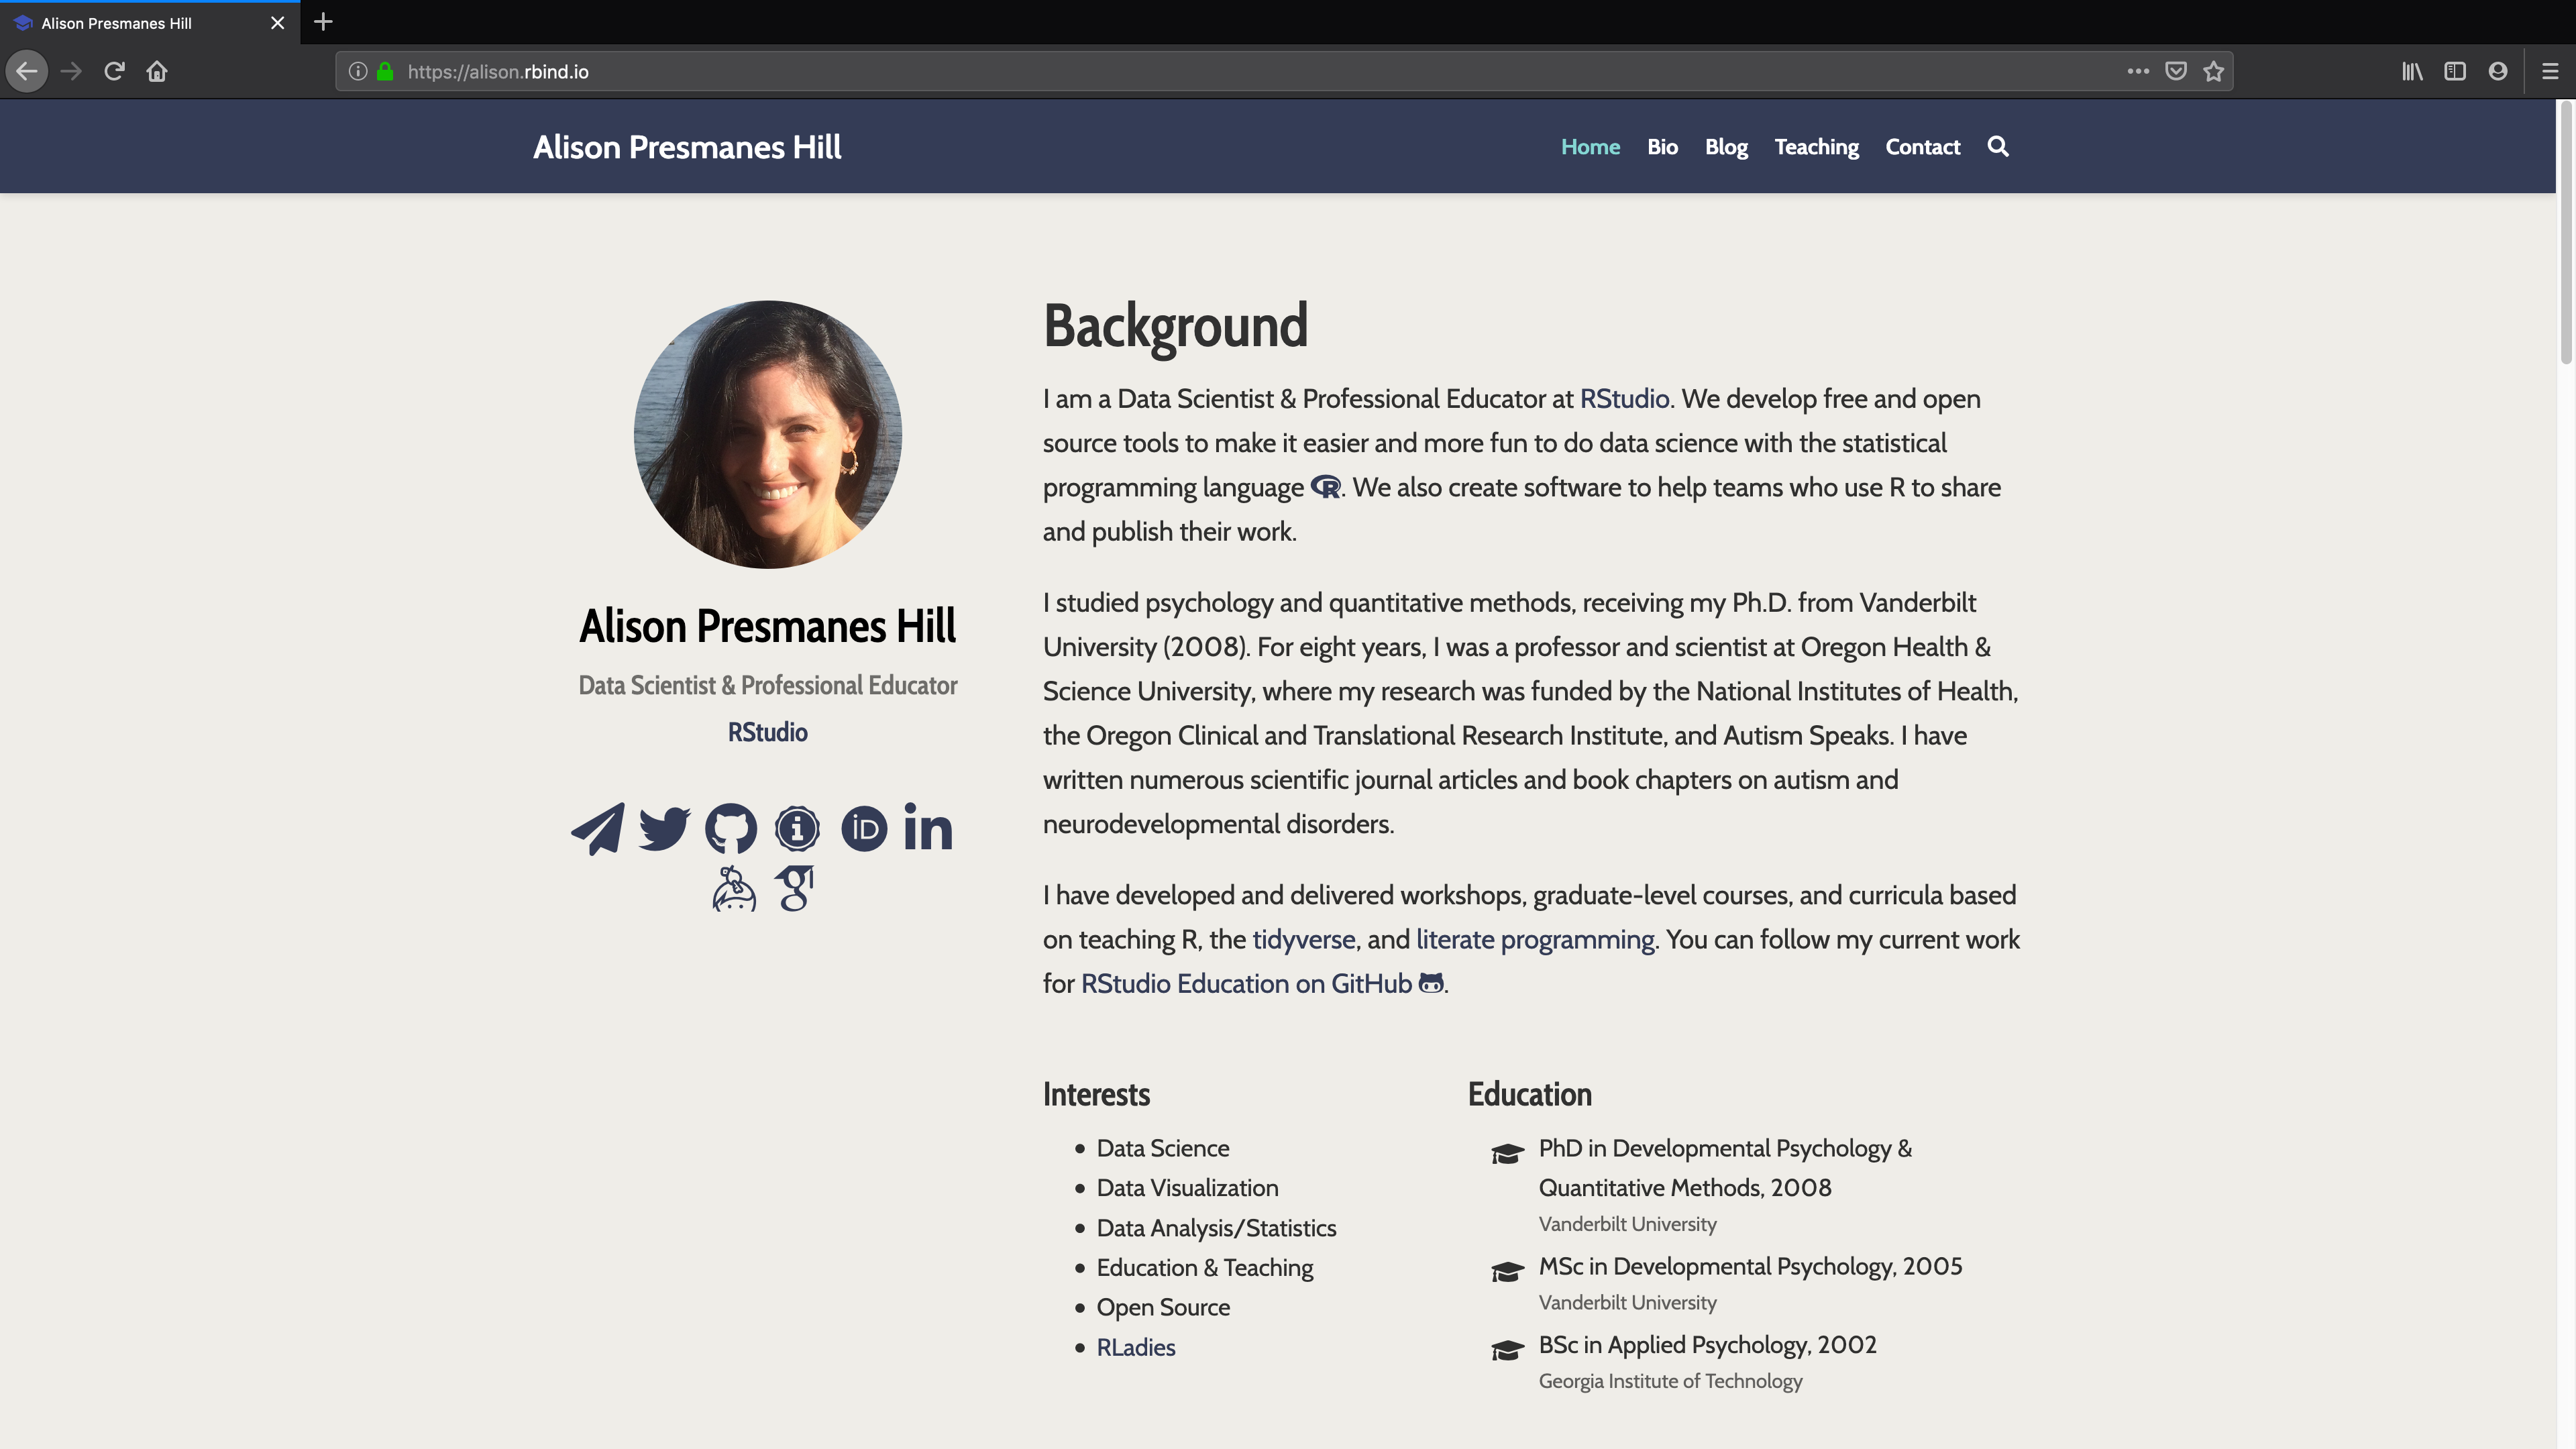 Alison Presmanes Hill
https://alison.rbind.io
Alison Presmanes Hill
Home Bio Blog Teaching Contact
Alison Presmanes Hill
Data Scientist & Professional Educator
RStudio
Background
I am a Data Scientist & Professional Educator at RStudio. We develop free and open
source tools to make it easier and more fun to do data science with the statistical
programming language R. We also create software to help teams who use R to share
and publish their work.
I studied psychology and quantitative methods, receiving my Ph.D. from Vanderbilt
University (2008). For eight years, I was a professor and scientist at Oregon Health &
Science University, where my research was funded by the National Institutes of Health,
the Oregon Clinical and Translational Research Institute, and Autism Speaks. I have
written numerous scientific journal articles and book chapters on autism and
neurodevelopmental disorders.
I have developed and delivered workshops, graduate-level courses, and curricula based
on teaching R, the tidyverse, and literate programming. You can follow my current work
for RStudio Education on GitHub .
Interests
Data Science
Data Visualization
Data Analysis/Statistics
Education & Teaching
Open Source
RLadies
Education
PhD in Developmental Psychology &
Quantitative Methods, 2008
Vanderbilt University
MSc in Developmental Psychology, 2005
Vanderbilt University
BSc in Applied Psychology, 2002
Georgia Institute of Technology